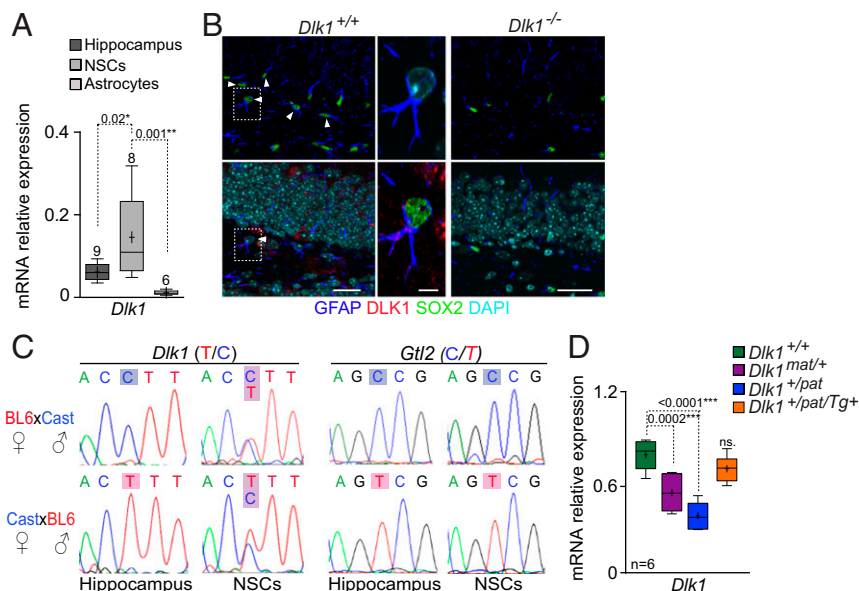 A
Hippocampus
NSCs
Astrocytes
mRNA relative expression
0.4
0.2
0
0.02*
0.001**
9
8
6
Dlk1
B
Dlk1+/+
Dlk1-/-
GFAP DLK1 SOX2 DAPI
C
Dlk1 (T/C)
Gtl2 (C/T)
A C C T T
A C C T T
T
A G C C G
A G C C G
BL6xCast
♀ ♂
A C T T T
A C T T T
C
A G T C G
A G T C G
CastxBL6
♀ ♂
Hippocampus
NSCs
Hippocampus
NSCs
D
Dlk1+/+
Dlk1mat/+
Dlk1+/pat
Dlk1+/pat/Tg+
mRNA relative expression
1.2
0.6
0
<0.0001***
0.0002***
ns.
n=6
Dlk1